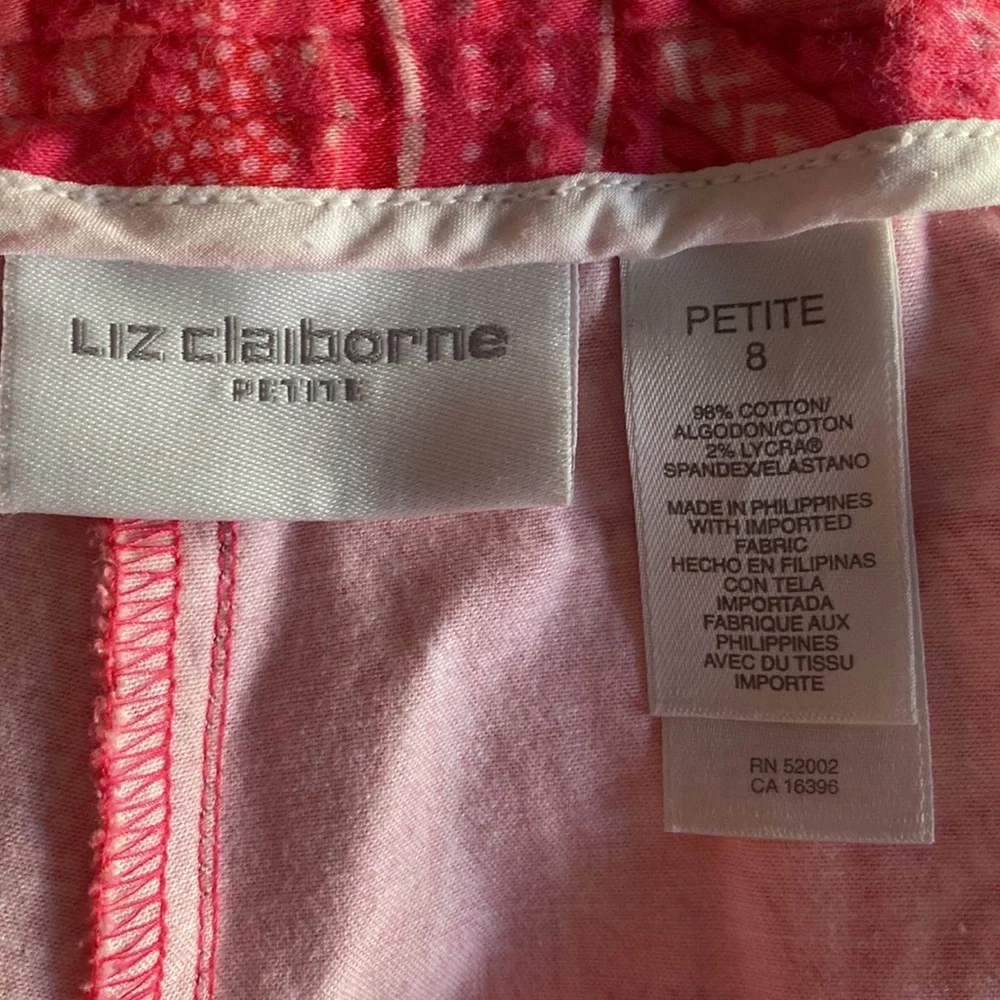 Liz claiborne
PETITE
PETITE
8
98% COTTON/
ALGODON/COTON
2% LYCRA®
SPANDEX/ELASTANO
MADE IN PHILIPPINES
WITH IMPORTED
FABRIC
HECHO EN FILIPINAS
CON TELA
IMPORTADA
FABRIQUE AUX
PHILIPPINES
AVEC DU TISSU
IMPORTE
RN 52002
CA 16396